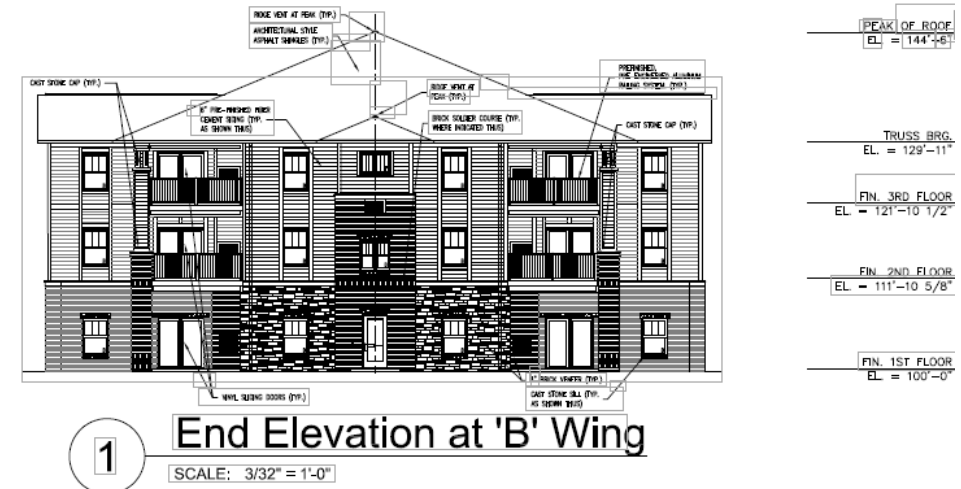 RIDGE VENT AT PEAK (TYP.)
ARCHITECTURAL STYLE
ASPHALT SHINGLES (TYP.)
CAST STONE CAP (TYP.)
6" PRE-FINISHED FIBER
CEMENT SIDING (TYP.
AS SHOWN THUS)
RIDGE VENT AT
PEAK (TYP.)
BRICK SOLDIER COURSE (TYP.
WHERE INDICATED THUS)
PREFINISHED,
PRE-ENGINEERED ALUMINUM
RAILING SYSTEM (TYP.)
CAST STONE CAP (TYP.)
VINYL SLIDING DOORS (TYP.)
4" BRICK VENEER (TYP.)
CAST STONE SILL (TYP.
AS SHOWN THUS)
PEAK OF ROOF
EL = 144'-6"
TRUSS BRG.
EL. = 129'-11"
FIN. 3RD FLOOR
EL. = 121'-10 1/2"
FIN. 2ND FLOOR
EL. = 111'-10 5/8"
FIN. 1ST FLOOR
EL. = 100'-0"
1
End Elevation at 'B' Wing
SCALE: 3/32" = 1'-0"